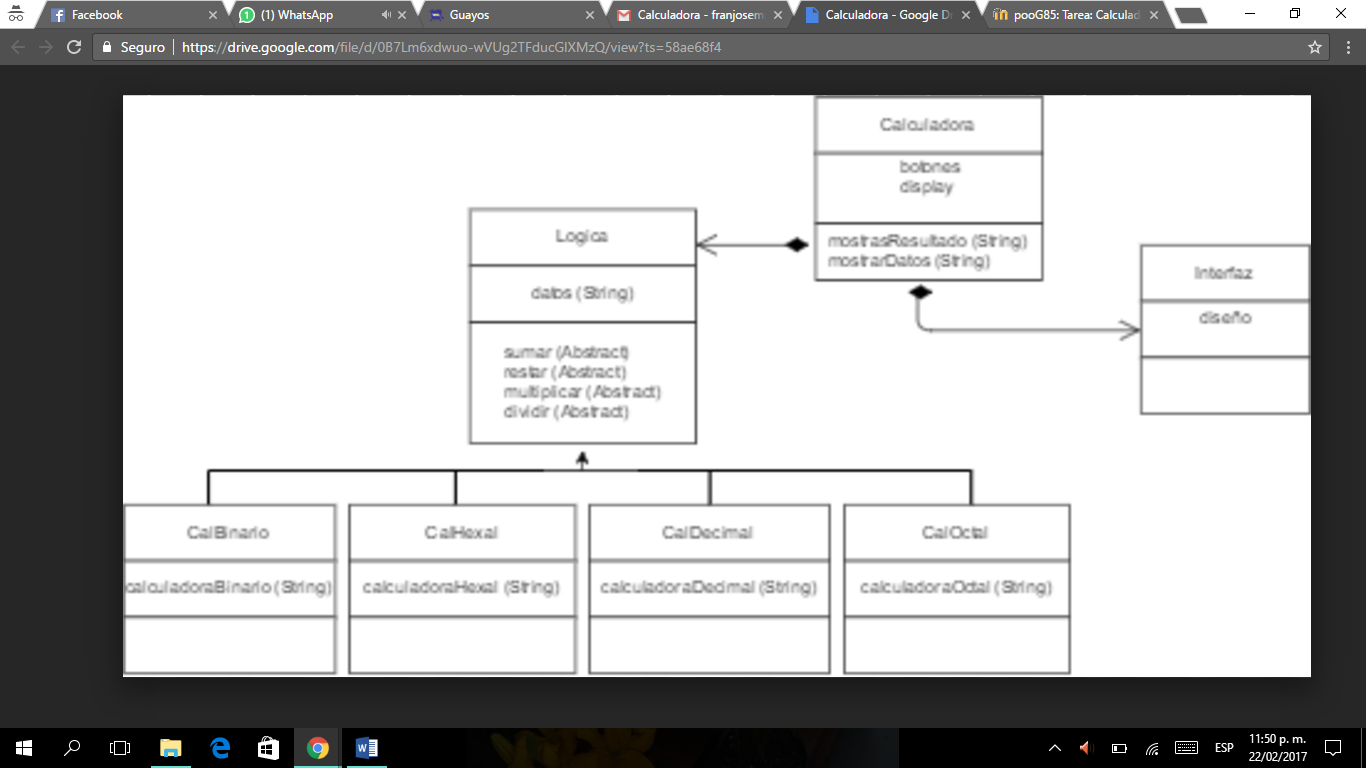 Facebook
(1) WhatsApp
Guayos
Calculadora - franjosem
Calculadora - Google D
pooG85: Tarea: Calculad
Seguro
https://drive.google.com/file/d/0B7Lm6xdwuo-wVUg2TFducGlXMzQ/view?ts=58ae68f4
Calculadora
botones
display
mostrasResultado (String)
mostrarDatos (String)
Logica
datos (String)
sumar (Abstract)
restar (Abstract)
multiplicar (Abstract)
dividir (Abstract)
Interfaz
diseño
CalBinario
calculadoraBinario (String)
CalHexal
calculadoraHexal (String)
CalDecimal
calculadoraDecimal (String)
CalOctal
calculadoraOctal (String)
ESP
11:50 p. m.
22/02/2017